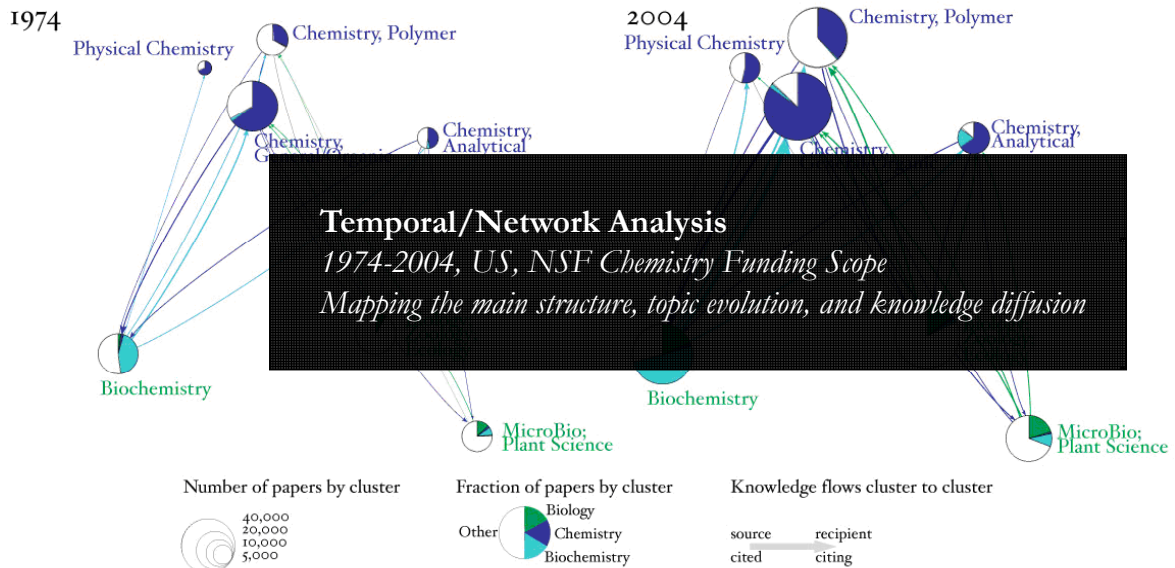 1974
2004
Physical Chemistry
Chemistry, Polymer
Chemistry,
Chemistry,
Analytical
Biochemistry
MicroBio;
Plant Science
Physical Chemistry
Chemistry, Polymer
Chemistry,
Analytical
Biochemistry
MicroBio;
Plant Science
Temporal/Network Analysis
1974-2004, US, NSF Chemistry Funding Scope
Mapping the main structure, topic evolution, and knowledge diffusion
Number of papers by cluster
40,000
20,000
10,000
5,000
Fraction of papers by cluster
Other
Biology
Chemistry
Biochemistry
Knowledge flows cluster to cluster
source
recipient
cited
citing